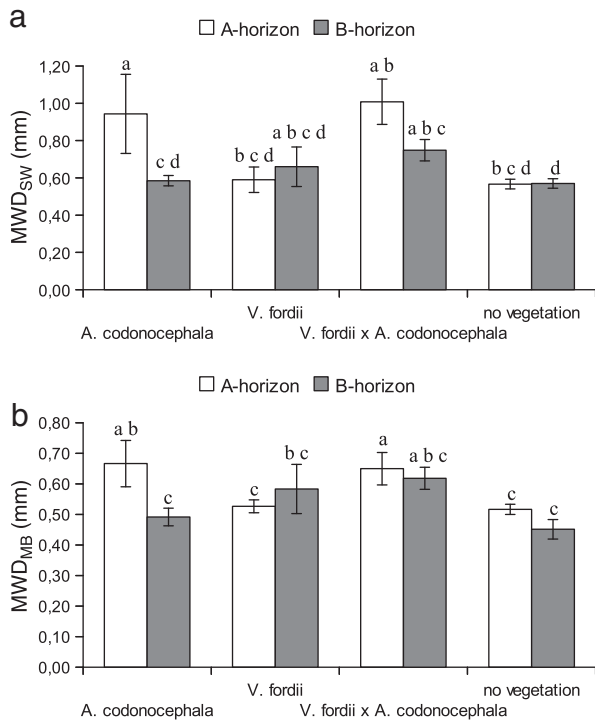 a
A-horizon B-horizon
1,20
1,00
0,80
0,60
0,40
0,20
0,00
MWDSW (mm)
a
c d
b c d
a b c d
a b
a b c
b c d
d
V. fordii no vegetation
A. codonocephala V. fordii x A. codonocephala
b
A-horizon B-horizon
0,80
0,70
0,60
0,50
0,40
0,30
0,20
0,10
0,00
MWDMB (mm)
a b
c
c
b c
a
a b c
c
c
V. fordii no vegetation
A. codonocephala V. fordii x A. codonocephala